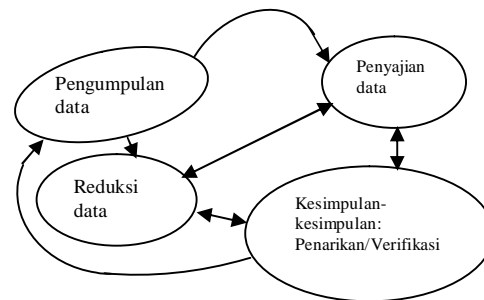 Pengumpulan
data
Penyajian
data
Reduksi
data
Kesimpulan-
kesimpulan:
Penarikan/Verifikasi